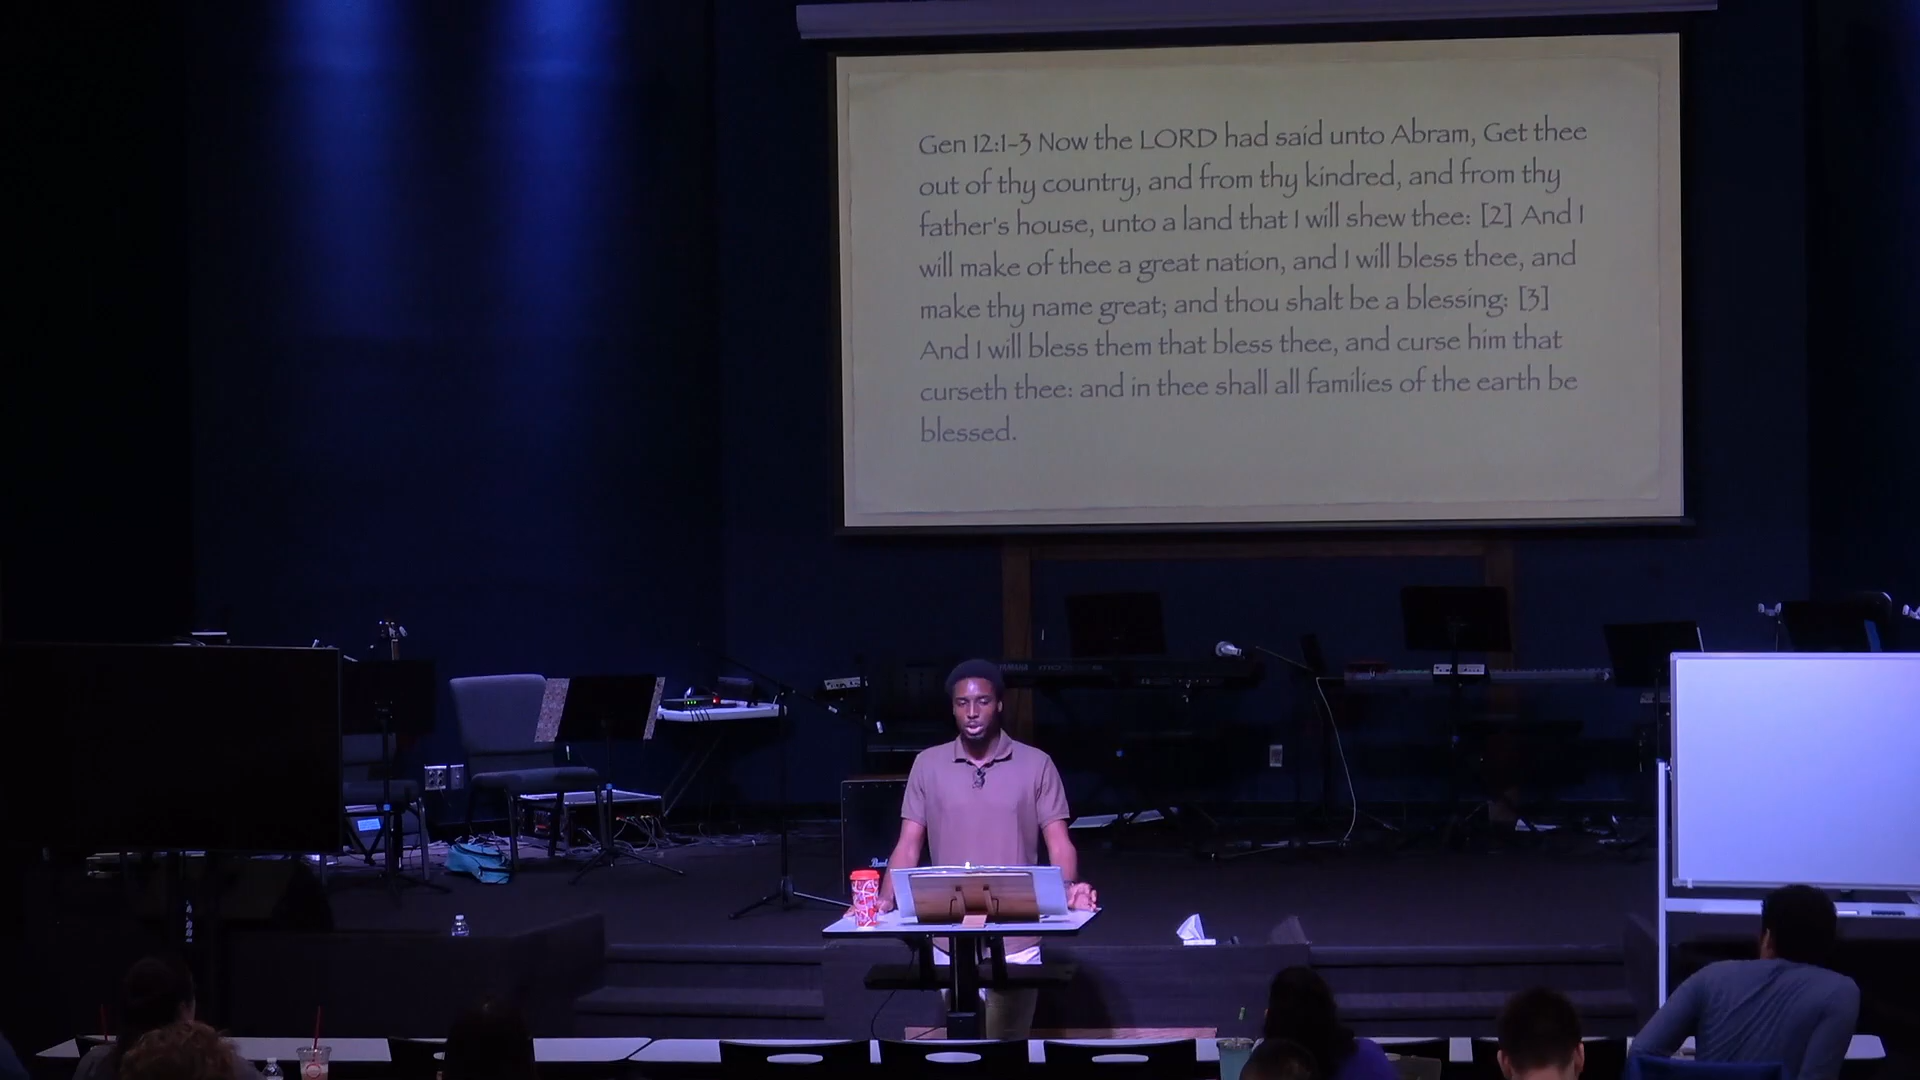 Gen 12:1-3 Now the LORD had said unto Abram, Get thee
out of thy country, and from thy kindred, and from thy
father's house, unto a land that I will shew thee: [2] And I
will make of thee a great nation, and I will bless thee, and
make thy name great; and thou shalt be a blessing: [3]
And I will bless them that bless thee, and curse him that
curseth thee: and in thee shall all families of the earth be
blessed.
YAMAHA